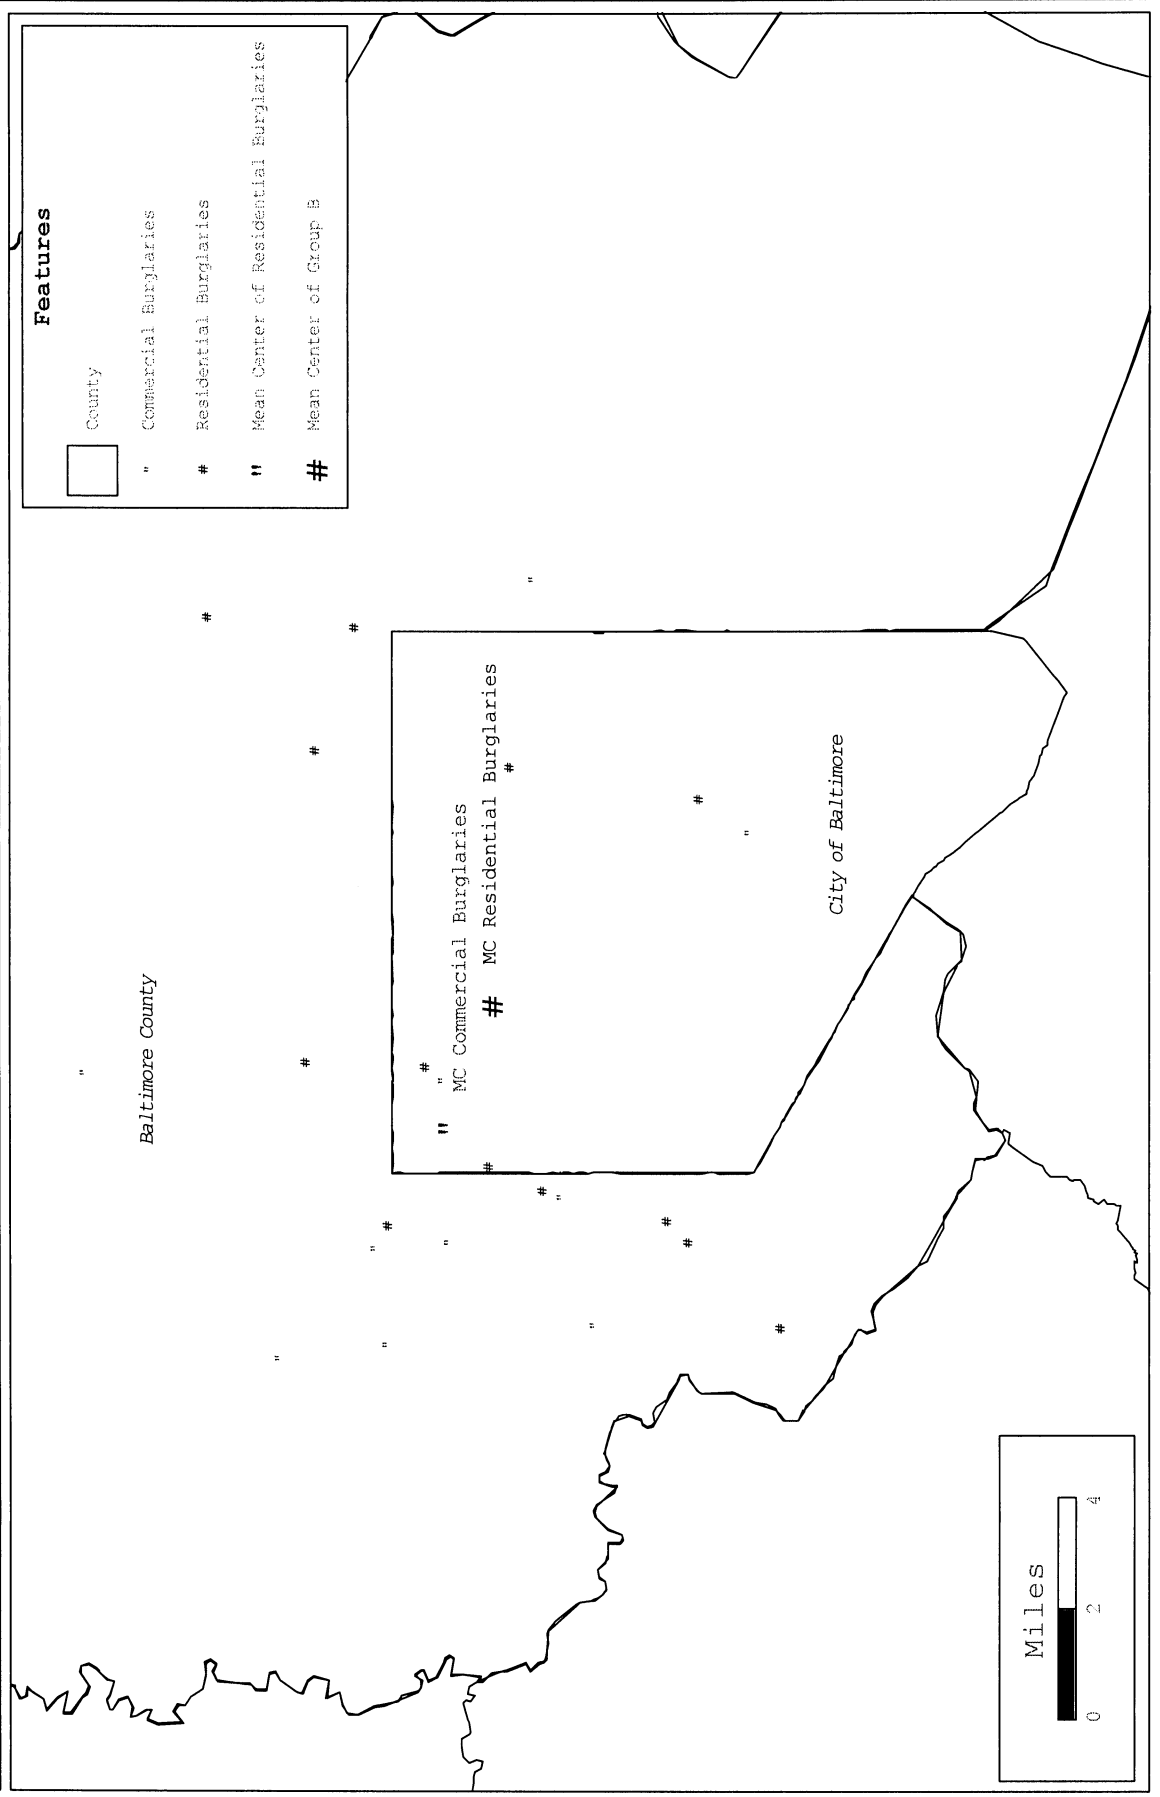 Features
County
" Commercial Burglaries
# Residential Burglaries
" Mean Center of Residential Burglaries
# Mean Center of Group B
Baltimore County
MC Commercial Burglaries
# MC Residential Burglaries
City of Baltimore
Miles
0 2 4